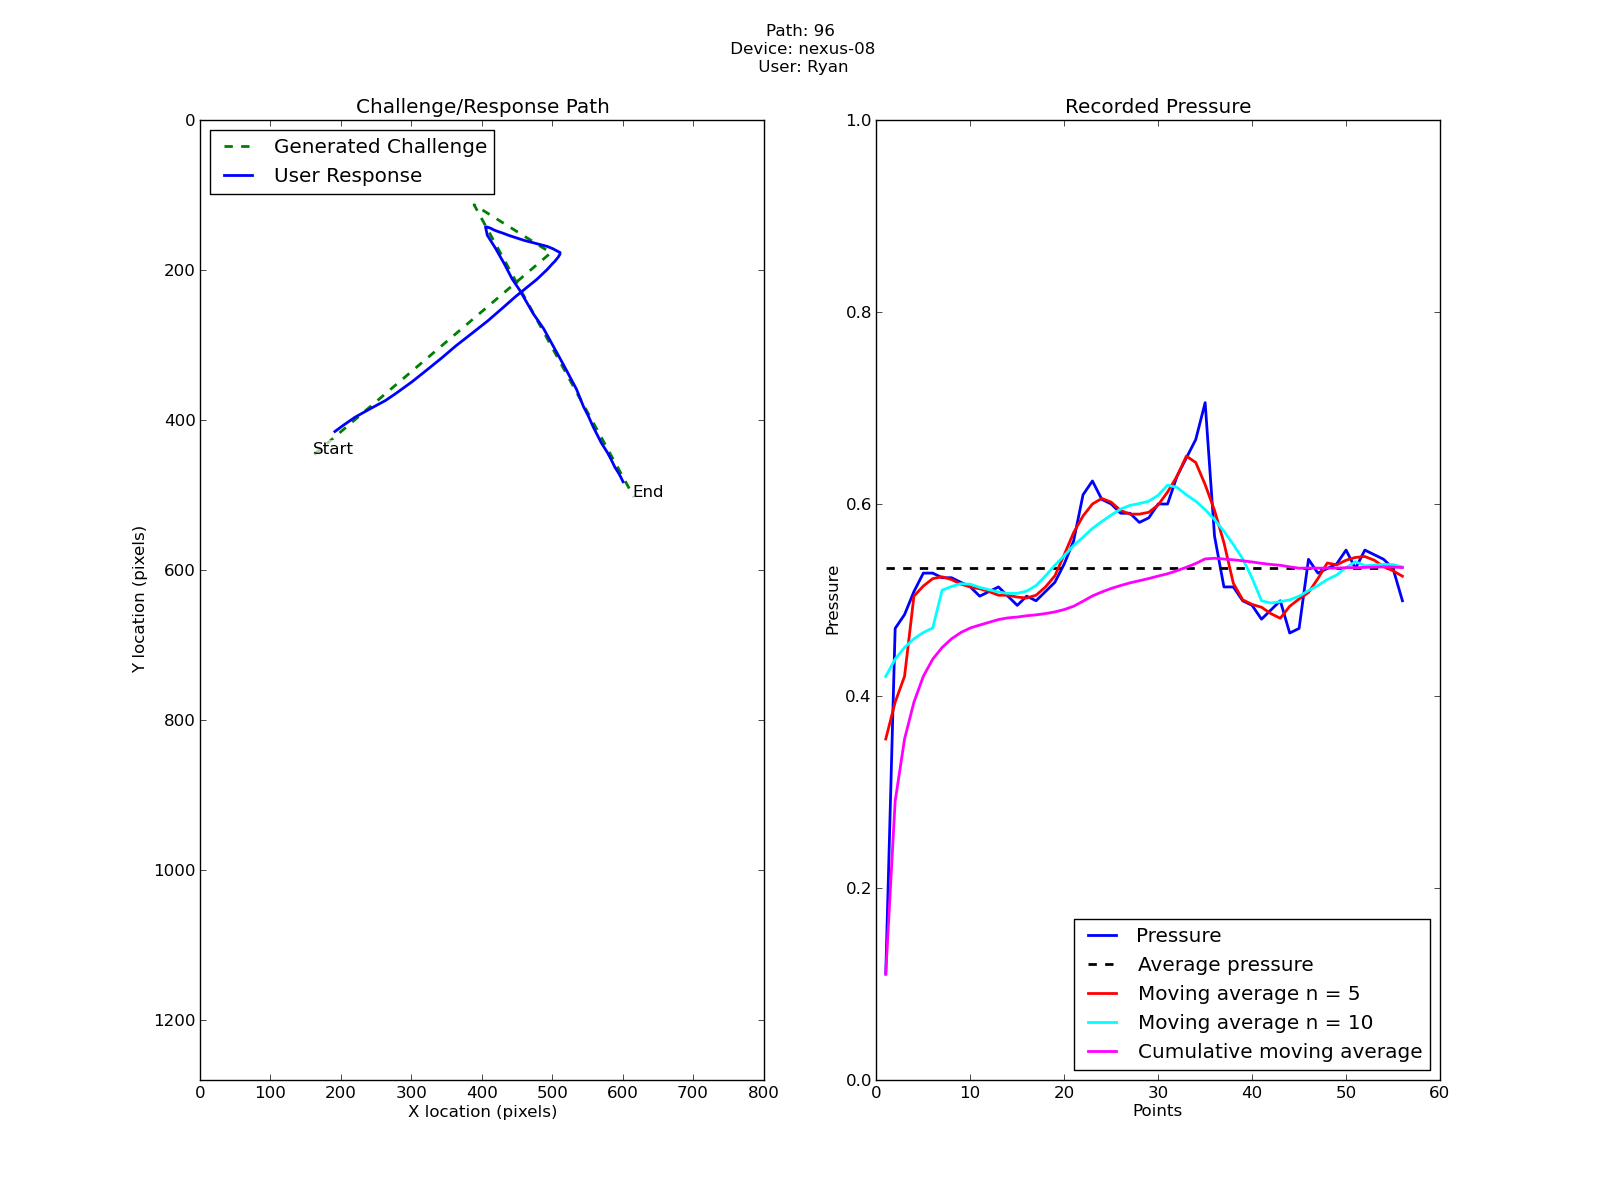 Path: 96
Device: nexus-08
User: Ryan
Challenge/Response Path
Generated Challenge
User Response
Start
End
0
200
400
600
800
1000
1200
Y location (pixels)
0 100 200 300 400 500 600 700 800
X location (pixels)
Recorded Pressure
1.0
0.8
0.6
0.4
0.2
0.0
Pressure
Pressure
Average pressure
Moving average n = 5
Moving average n = 10
Cumulative moving average
0 10 20 30 40 50 60
Points